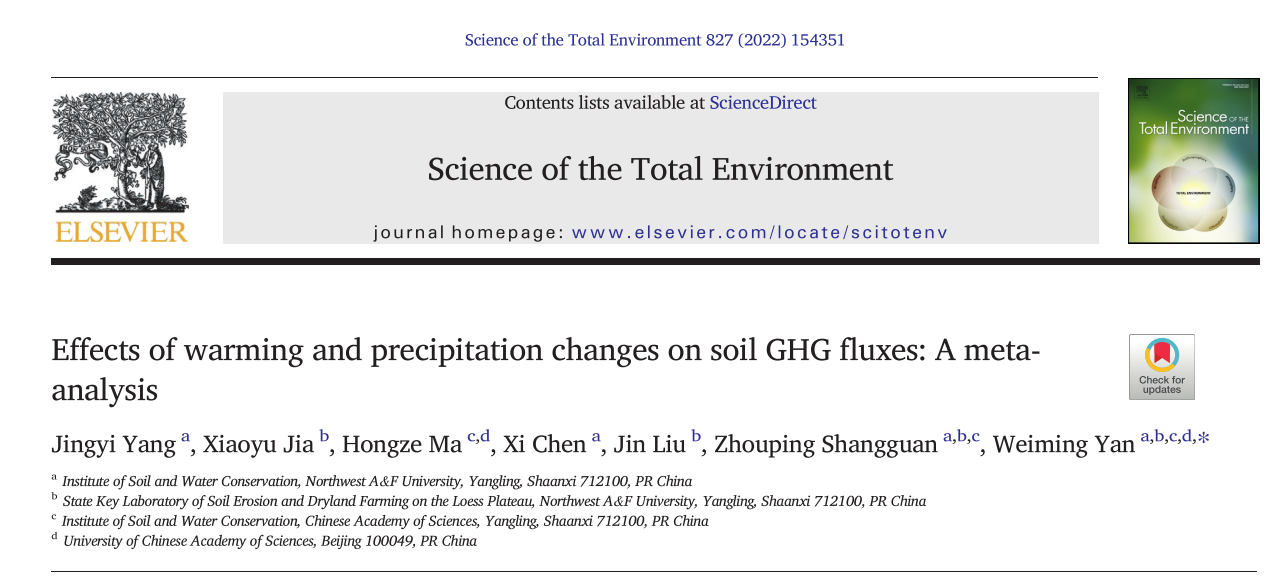 Science of the Total Environment 827 (2022) 154351
Contents lists available at ScienceDirect
Science of the Total Environment
journal homepage: www.elsevier.com/locate/scitotenv
ELSEVIER
Science OF THE
Total Environment
TOTAL ENVIRONMENT
Effects of warming and precipitation changes on soil GHG fluxes: A meta-
analysis
Check for
updates
Jingyi Yang a, Xiaoyu Jia b, Hongze Ma c,d, Xi Chen a, Jin Liu b, Zhouping Shangguan a,b,c, Weiming Yan a,b,c,d,*
a Institute of Soil and Water Conservation, Northwest A&F University, Yangling, Shaanxi 712100, PR China
b State Key Laboratory of Soil Erosion and Dryland Farming on the Loess Plateau, Northwest A&F University, Yangling, Shaanxi 712100, PR China
c Institute of Soil and Water Conservation, Chinese Academy of Sciences, Yangling, Shaanxi 712100, PR China
d University of Chinese Academy of Sciences, Beijing 100049, PR China